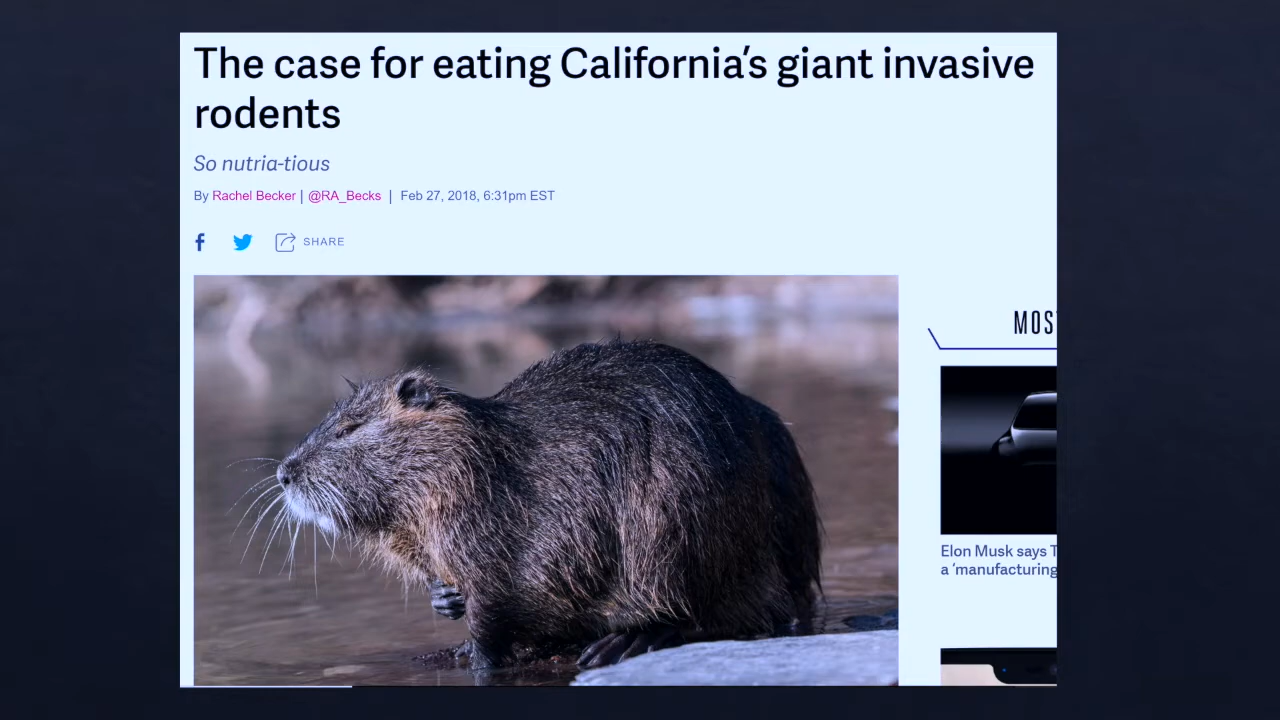 The case for eating California's giant invasive
rodents
So nutria-tious
By Rachel Becker | @RA_Becks | Feb 27, 2018, 6:31pm EST
SHARE
MOS
Elon Musk says T
a 'manufacturing